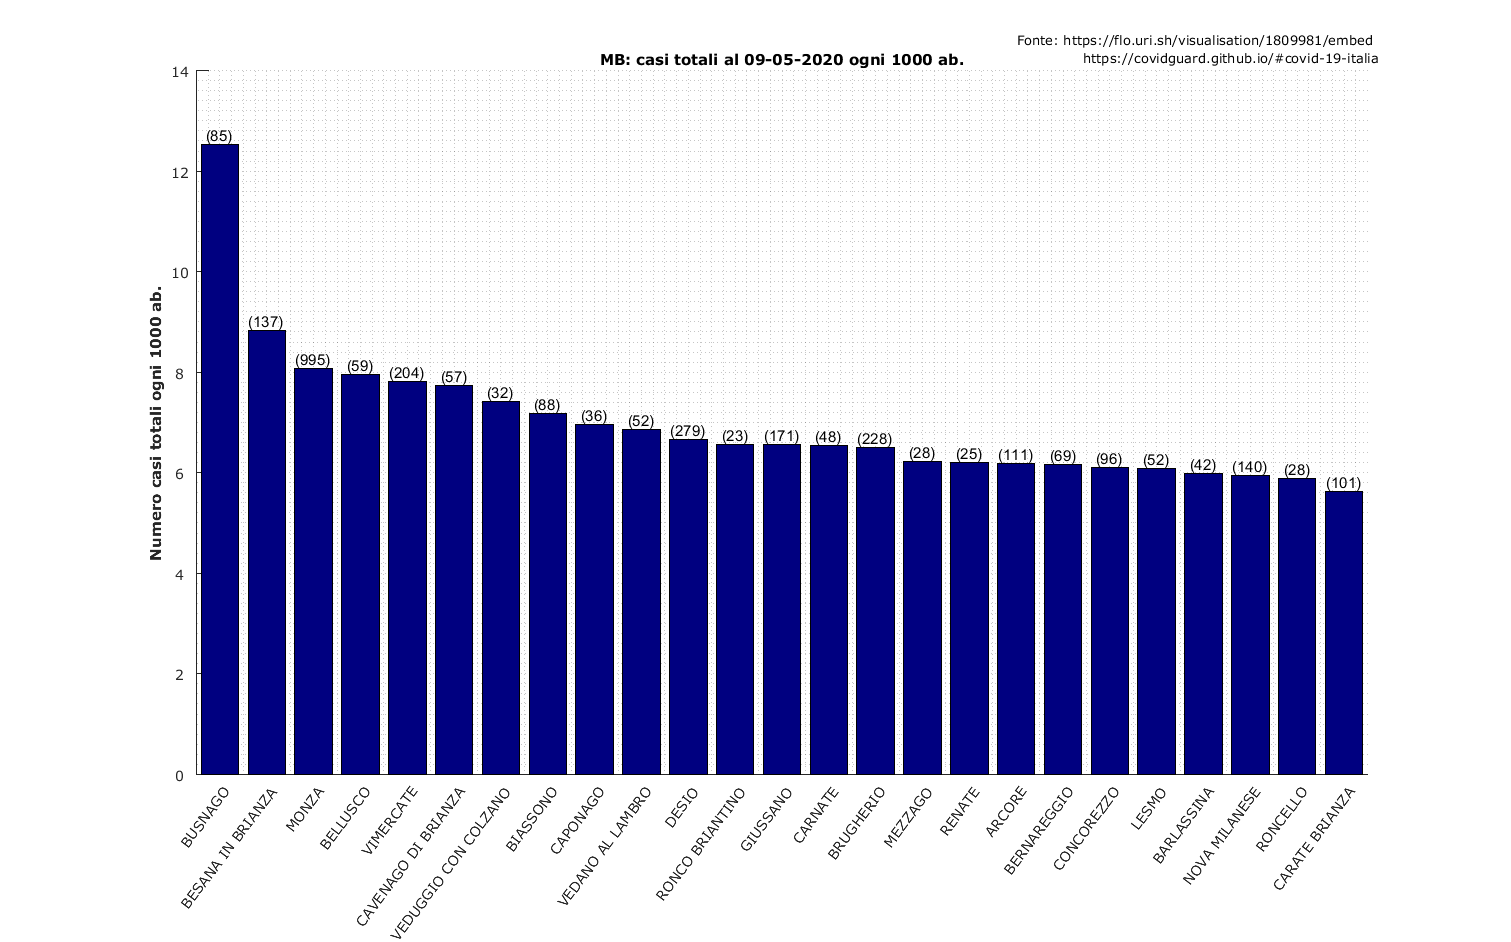 Fonte: https://flo.uri.sh/visualisation/1809981/embed
https://covidguard.github.io/#covid-19-italia
MB: casi totali al 09-05-2020 ogni 1000 ab.
Numero casi totali ogni 1000 ab.
14
12
10
8
6
4
2
0
(85)
(137)
(995)
(59)
(204)
(57)
(32)
(88)
(36)
(52)
(279)
(23)
(171)
(48)
(228)
(28)
(25)
(111)
(69)
(96)
(52)
(42)
(140)
(28)
(101)
BUSNAGO
BESANA IN BRIANZA
MONZA
BELLUSCO
VIMERCATE
CAVENAGO DI BRIANZA
VEDUGGIO CON COLZANO
BIASSONO
CAPONAGO
VEDANO AL LAMBRO
DESIO
RONCO BRIANTINO
GIUSSANO
CARNATE
BRUGHERIO
MEZZAGO
RENATE
ARCORE
BERNAREGGIO
CONCOREZZO
LESMO
BARLASSINA
NOVA MILANESE
RONCELLO
CARATE BRIANZA